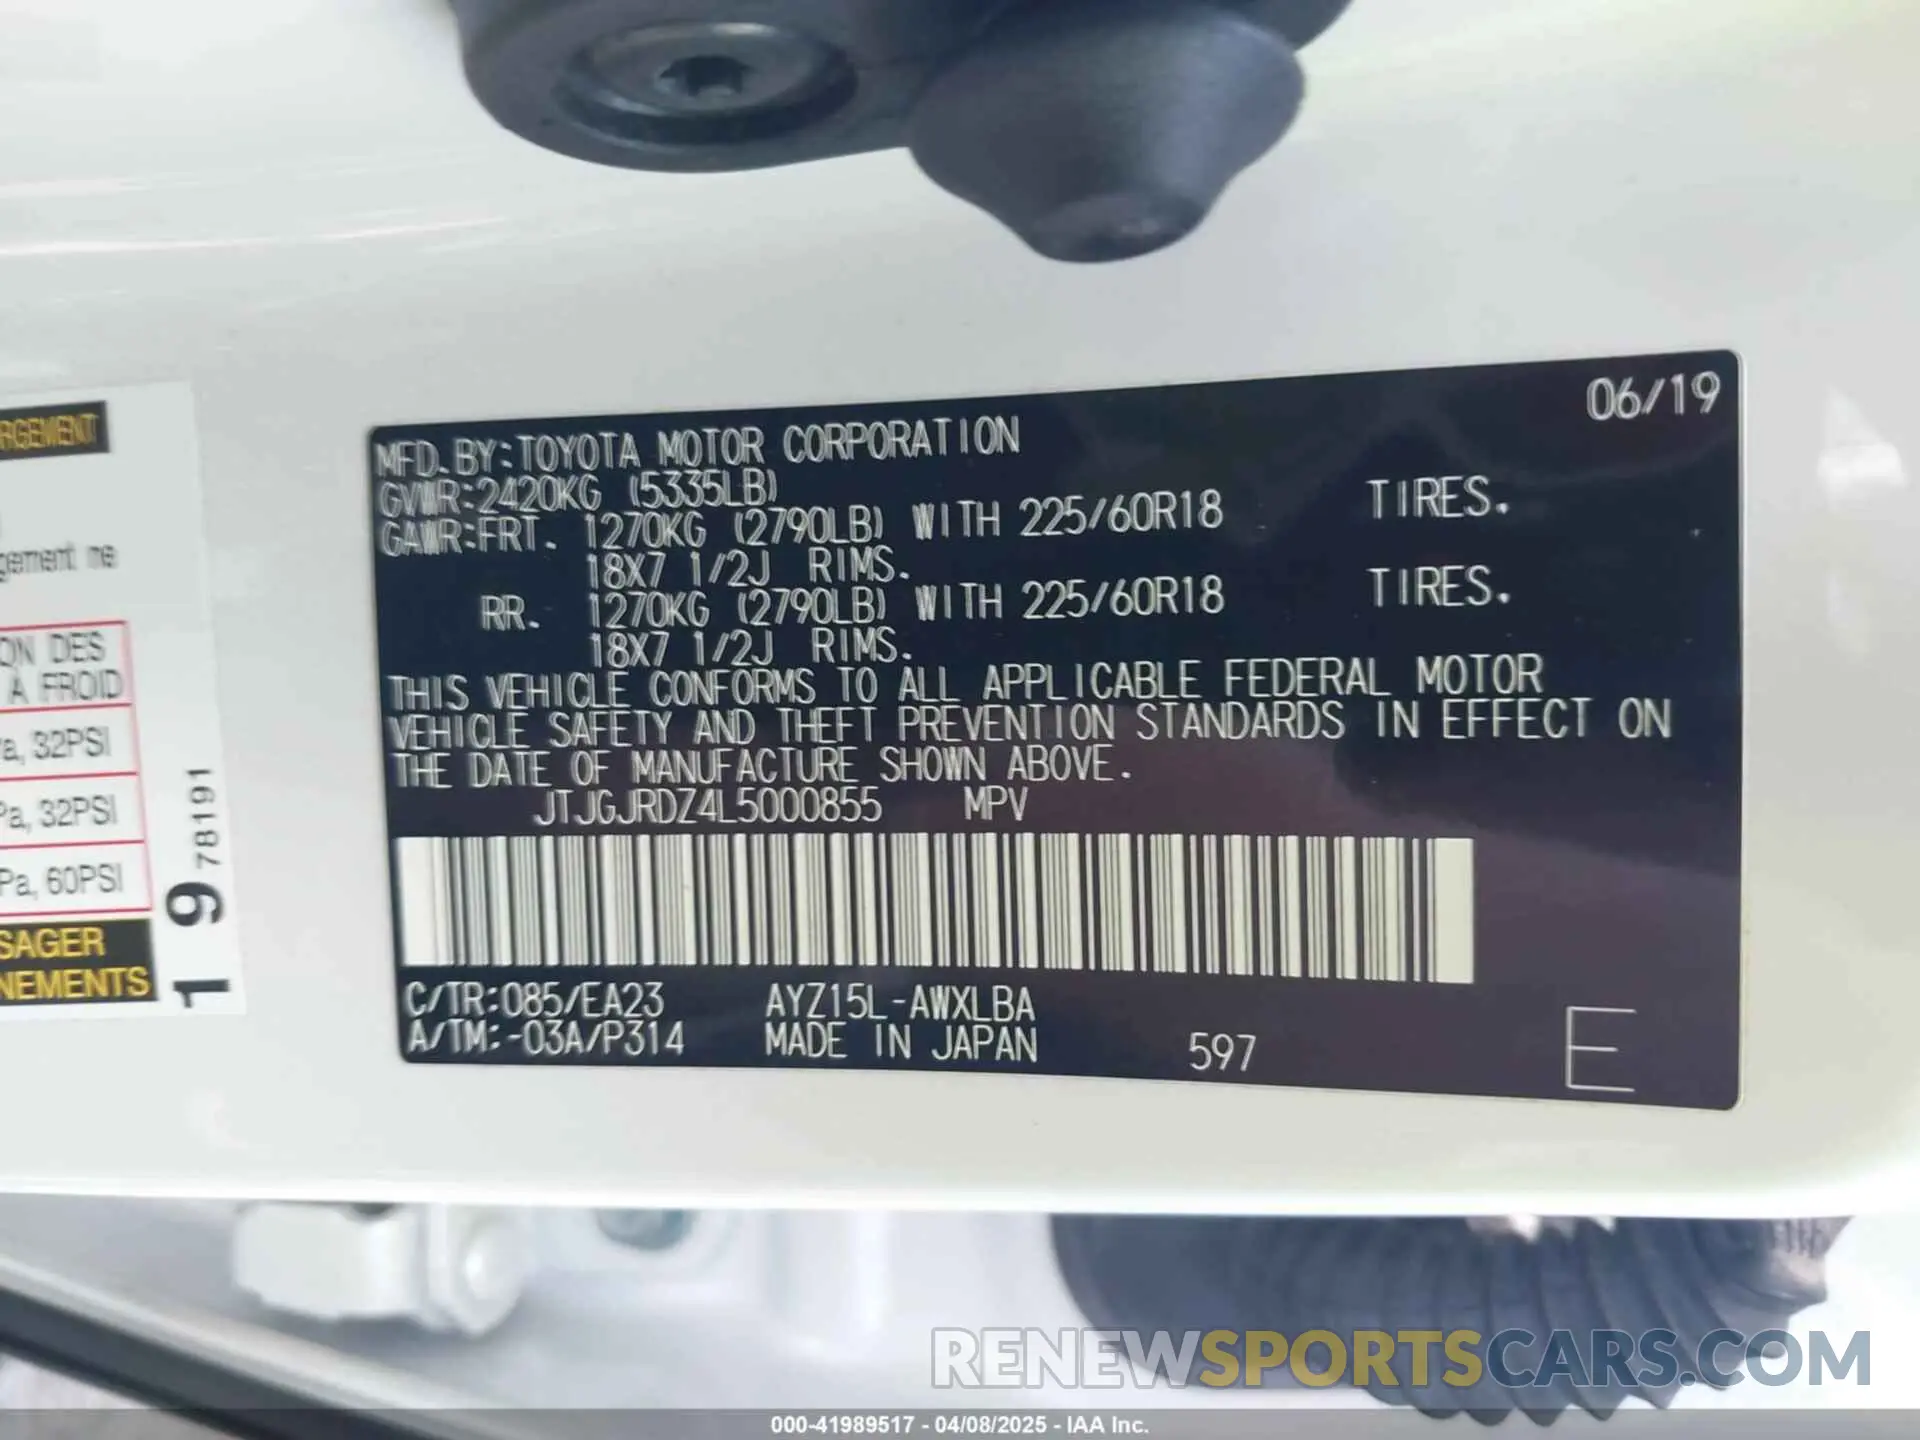 06/19
MFD.BY:TOYOTA MOTOR CORPORATION
GVWR:2420KG (5335LB)
GAWR:FRT. 1270KG (2790LB) WITH 225/60R18 TIRES.
18X7 1/2J RIMS.
RR. 1270KG (2790LB) WITH 225/60R18 TIRES.
18X7 1/2J RIMS.
THIS VEHICLE CONFORMS TO ALL APPLICABLE FEDERAL MOTOR
VEHICLE SAFETY AND THEFT PREVENTION STANDARDS IN EFFECT ON
THE DATE OF MANUFACTURE SHOWN ABOVE.
JTJGJRDZ4L5000855 MPV
C/TR:085/EA23 AYZ15L-AWXLBA
A/TM:-03A/P314 MADE IN JAPAN 597 E
RGEMENT
gement ne
ON DES
À FROID
a, 32PSI
Pa, 32PSI
Pa, 60PSI
SAGER
NEMENTS
19 78191
RENEWSPORTSCARS.COM
000-41989517 - 04/08/2025 - IAA Inc.